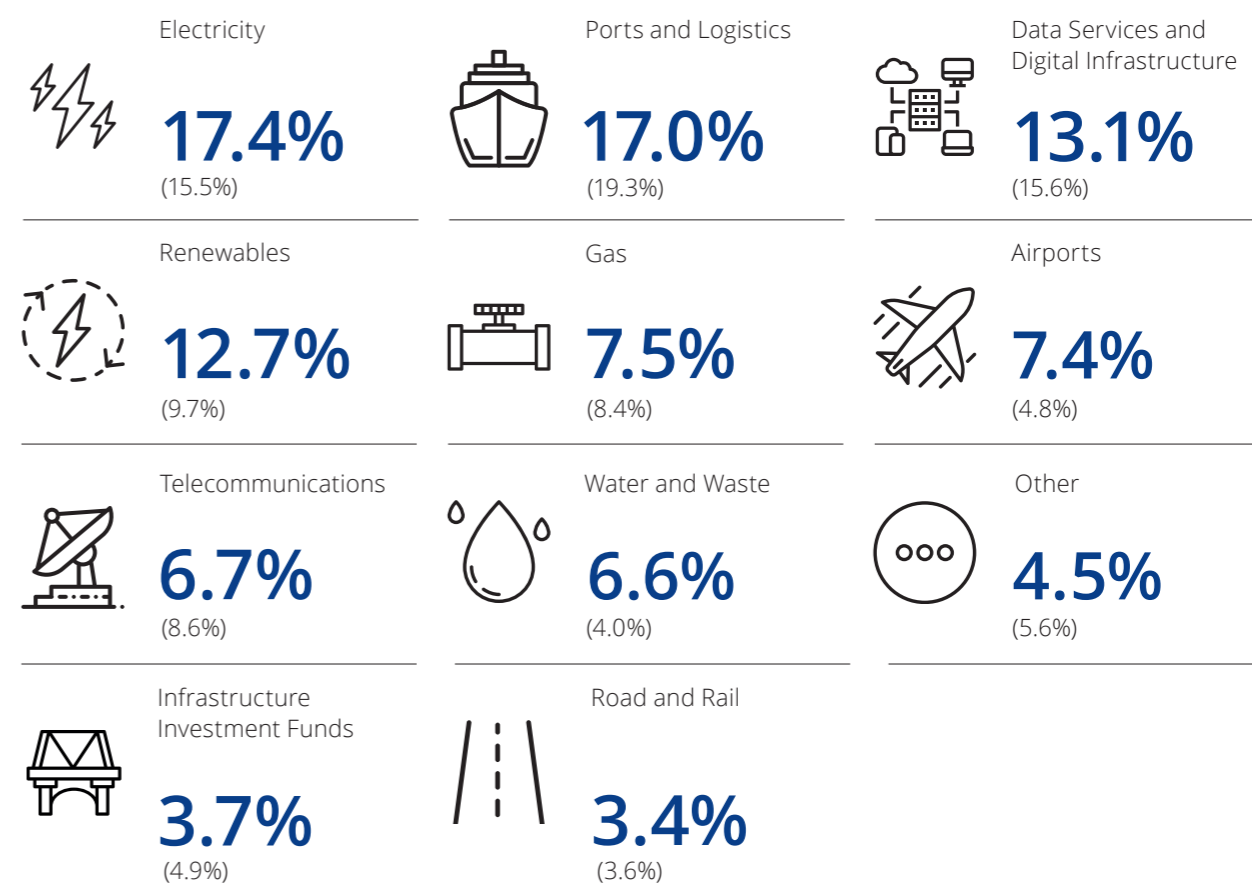 Electricity
17.4%
(15.5%)
Ports and Logistics
17.0%
(19.3%)
Data Services and
Digital Infrastructure
13.1%
(15.6%)
Renewables
12.7%
(9.7%)
Gas
7.5%
(8.4%)
Airports
7.4%
(4.8%)
Telecommunications
6.7%
(8.6%)
Water and Waste
6.6%
(4.0%)
Other
4.5%
(5.6%)
Infrastructure
Investment Funds
3.7%
(4.9%)
Road and Rail
3.4%
(3.6%)